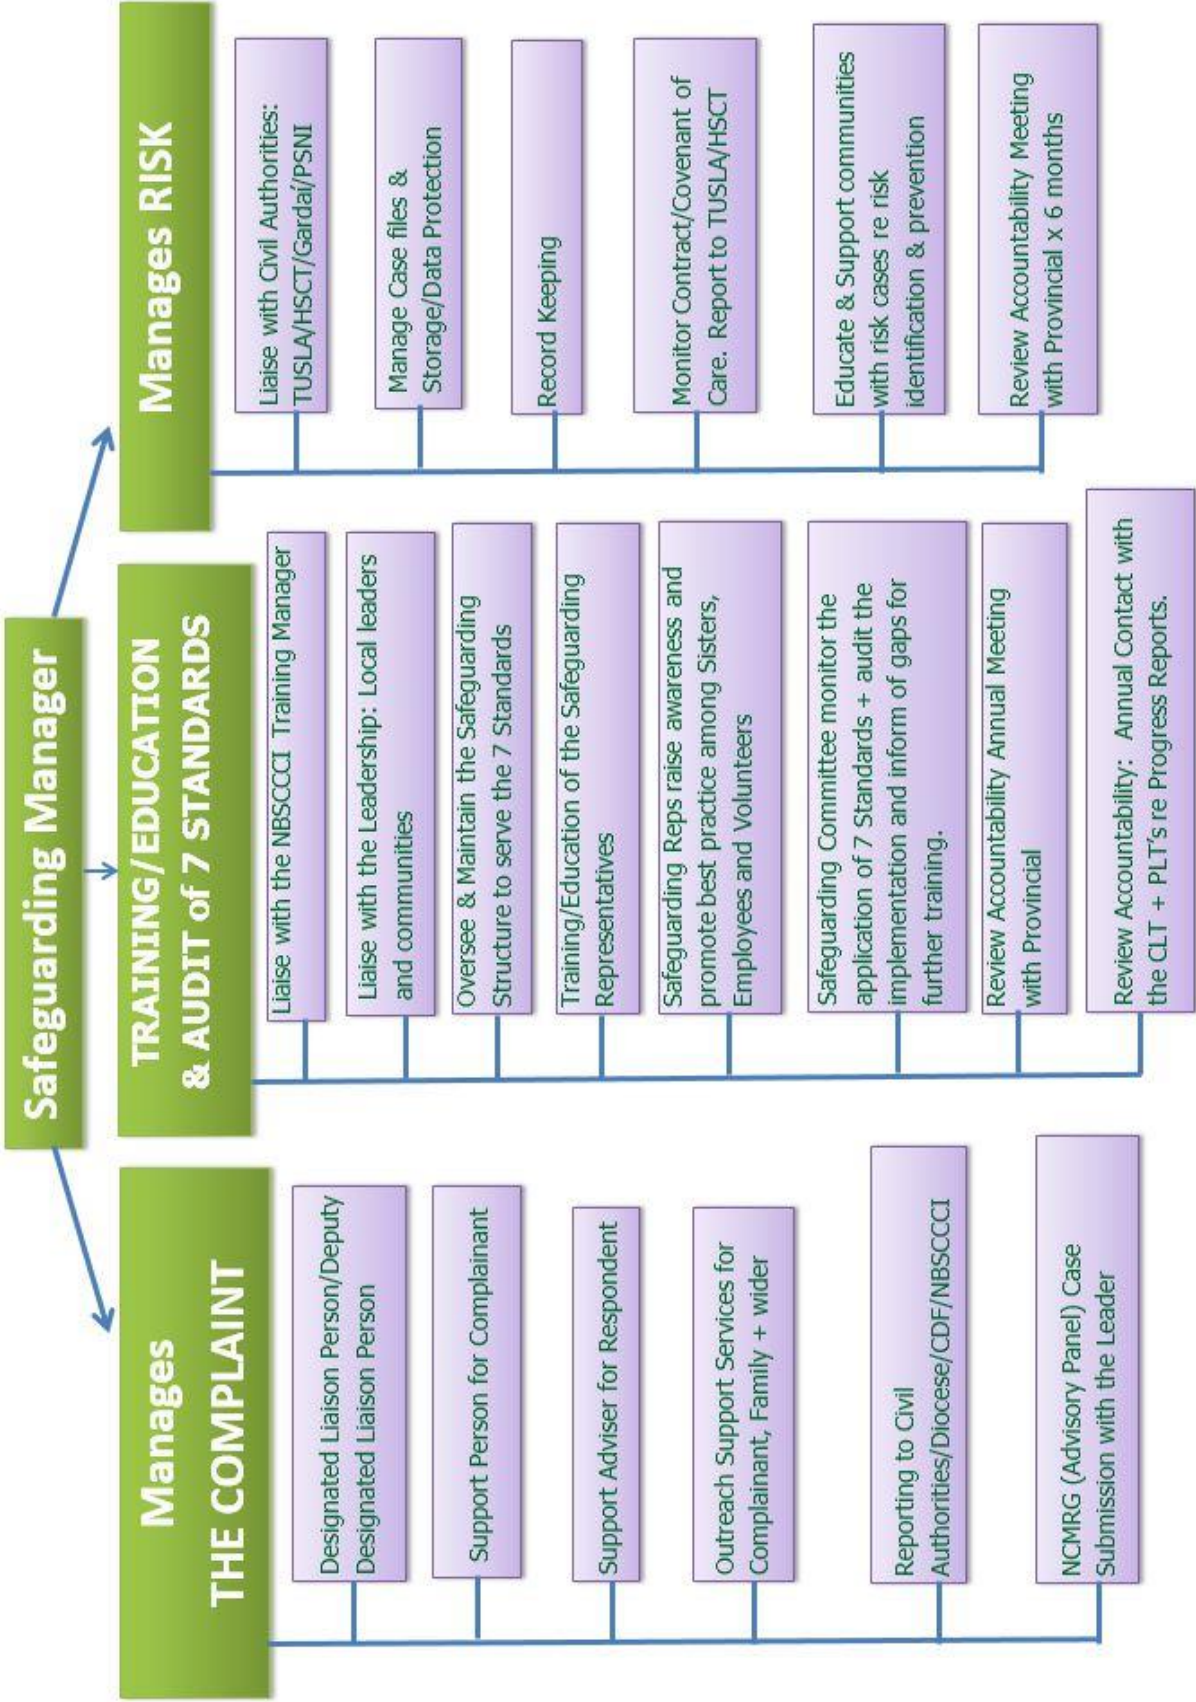 Safeguarding Manager
Manages
THE COMPLAINT
Designated Liaison Person/Deputy
Designated Liaison Person
Support Person for Complainant
Support Adviser for Respondent
Outreach Support Services for
Complainant, Family + wider
Reporting to Civil
Authorities/Diocese/CDF/NBSCCCI
NCMRG (Advisory Panel) Case
Submission with the Leader
TRAINING/EDUCATION
& AUDIT of 7 STANDARDS
Liaise with the NBSCCCI Training Manager
Liaise with the Leadership: Local leaders
and communities
Oversee & Maintain the Safeguarding
Structure to serve the 7 Standards
Training/Education of the Safeguarding
Representatives
Safeguarding Reps raise awareness and
promote best practice among Sisters,
Employees and Volunteers
Safeguarding Committee monitor the
application of 7 Standards + audit the
implementation and inform of gaps for
further training.
Review Accountability Annual Meeting
with Provincial
Review Accountability: Annual Contact with
the CLT + PLT's re Progress Reports.
Manages RISK
Liaise with Civil Authorities:
TUSLA/HSCT/Gardaí/PSNI
Manage Case files &
Storage/Data Protection
Record Keeping
Monitor Contract/Covenant of
Care. Report to TUSLA/HSCT
Educate & Support communities
with risk cases re risk
identification & prevention
Review Accountability Meeting
with Provincial x 6 months